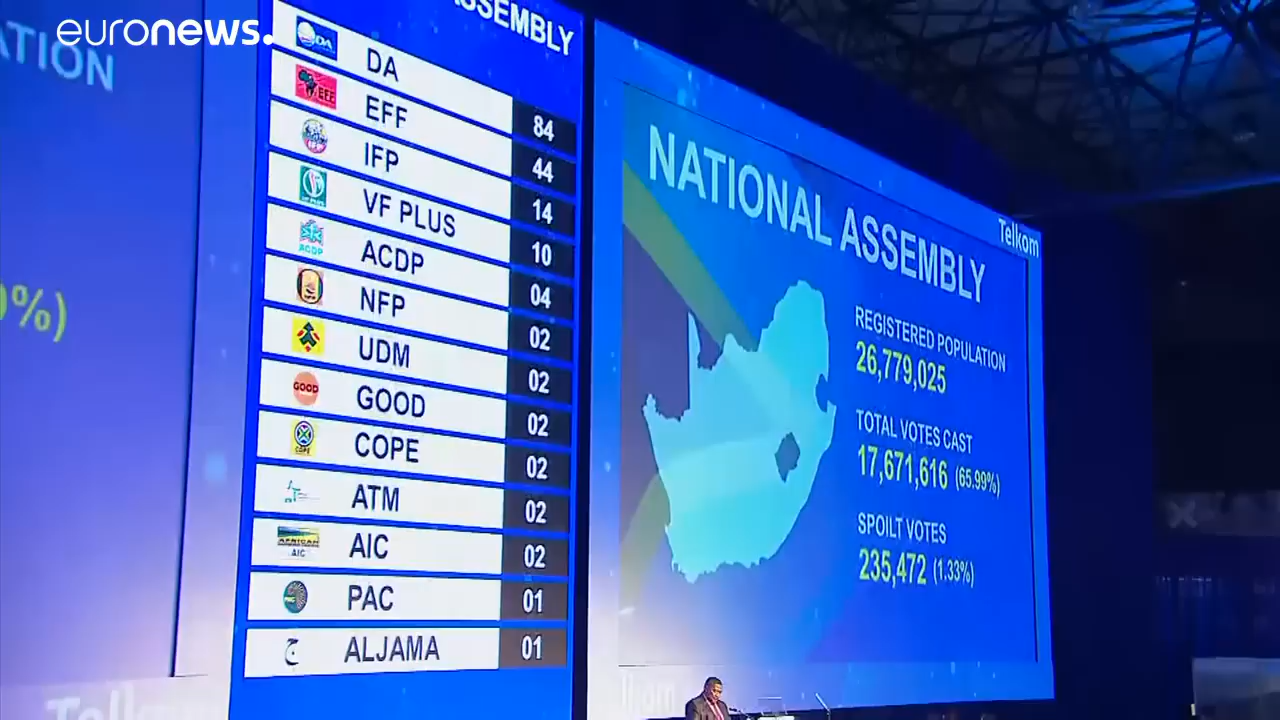 euronews.
ATION
0%)
ASSEMBLY
DA 84
EFF 44
IFP 14
VF PLUS 10
ACDP 04
NFP 02
UDM 02
GOOD 02
COPE 02
ATM 02
AIC 02
PAC 01
ALJAMA 01
NATIONAL ASSEMBLY
Telkom
REGISTERED POPULATION
26,779,025
TOTAL VOTES CAST
17,671,616 (65.99%)
SPOILT VOTES
235,472 (1.33%)